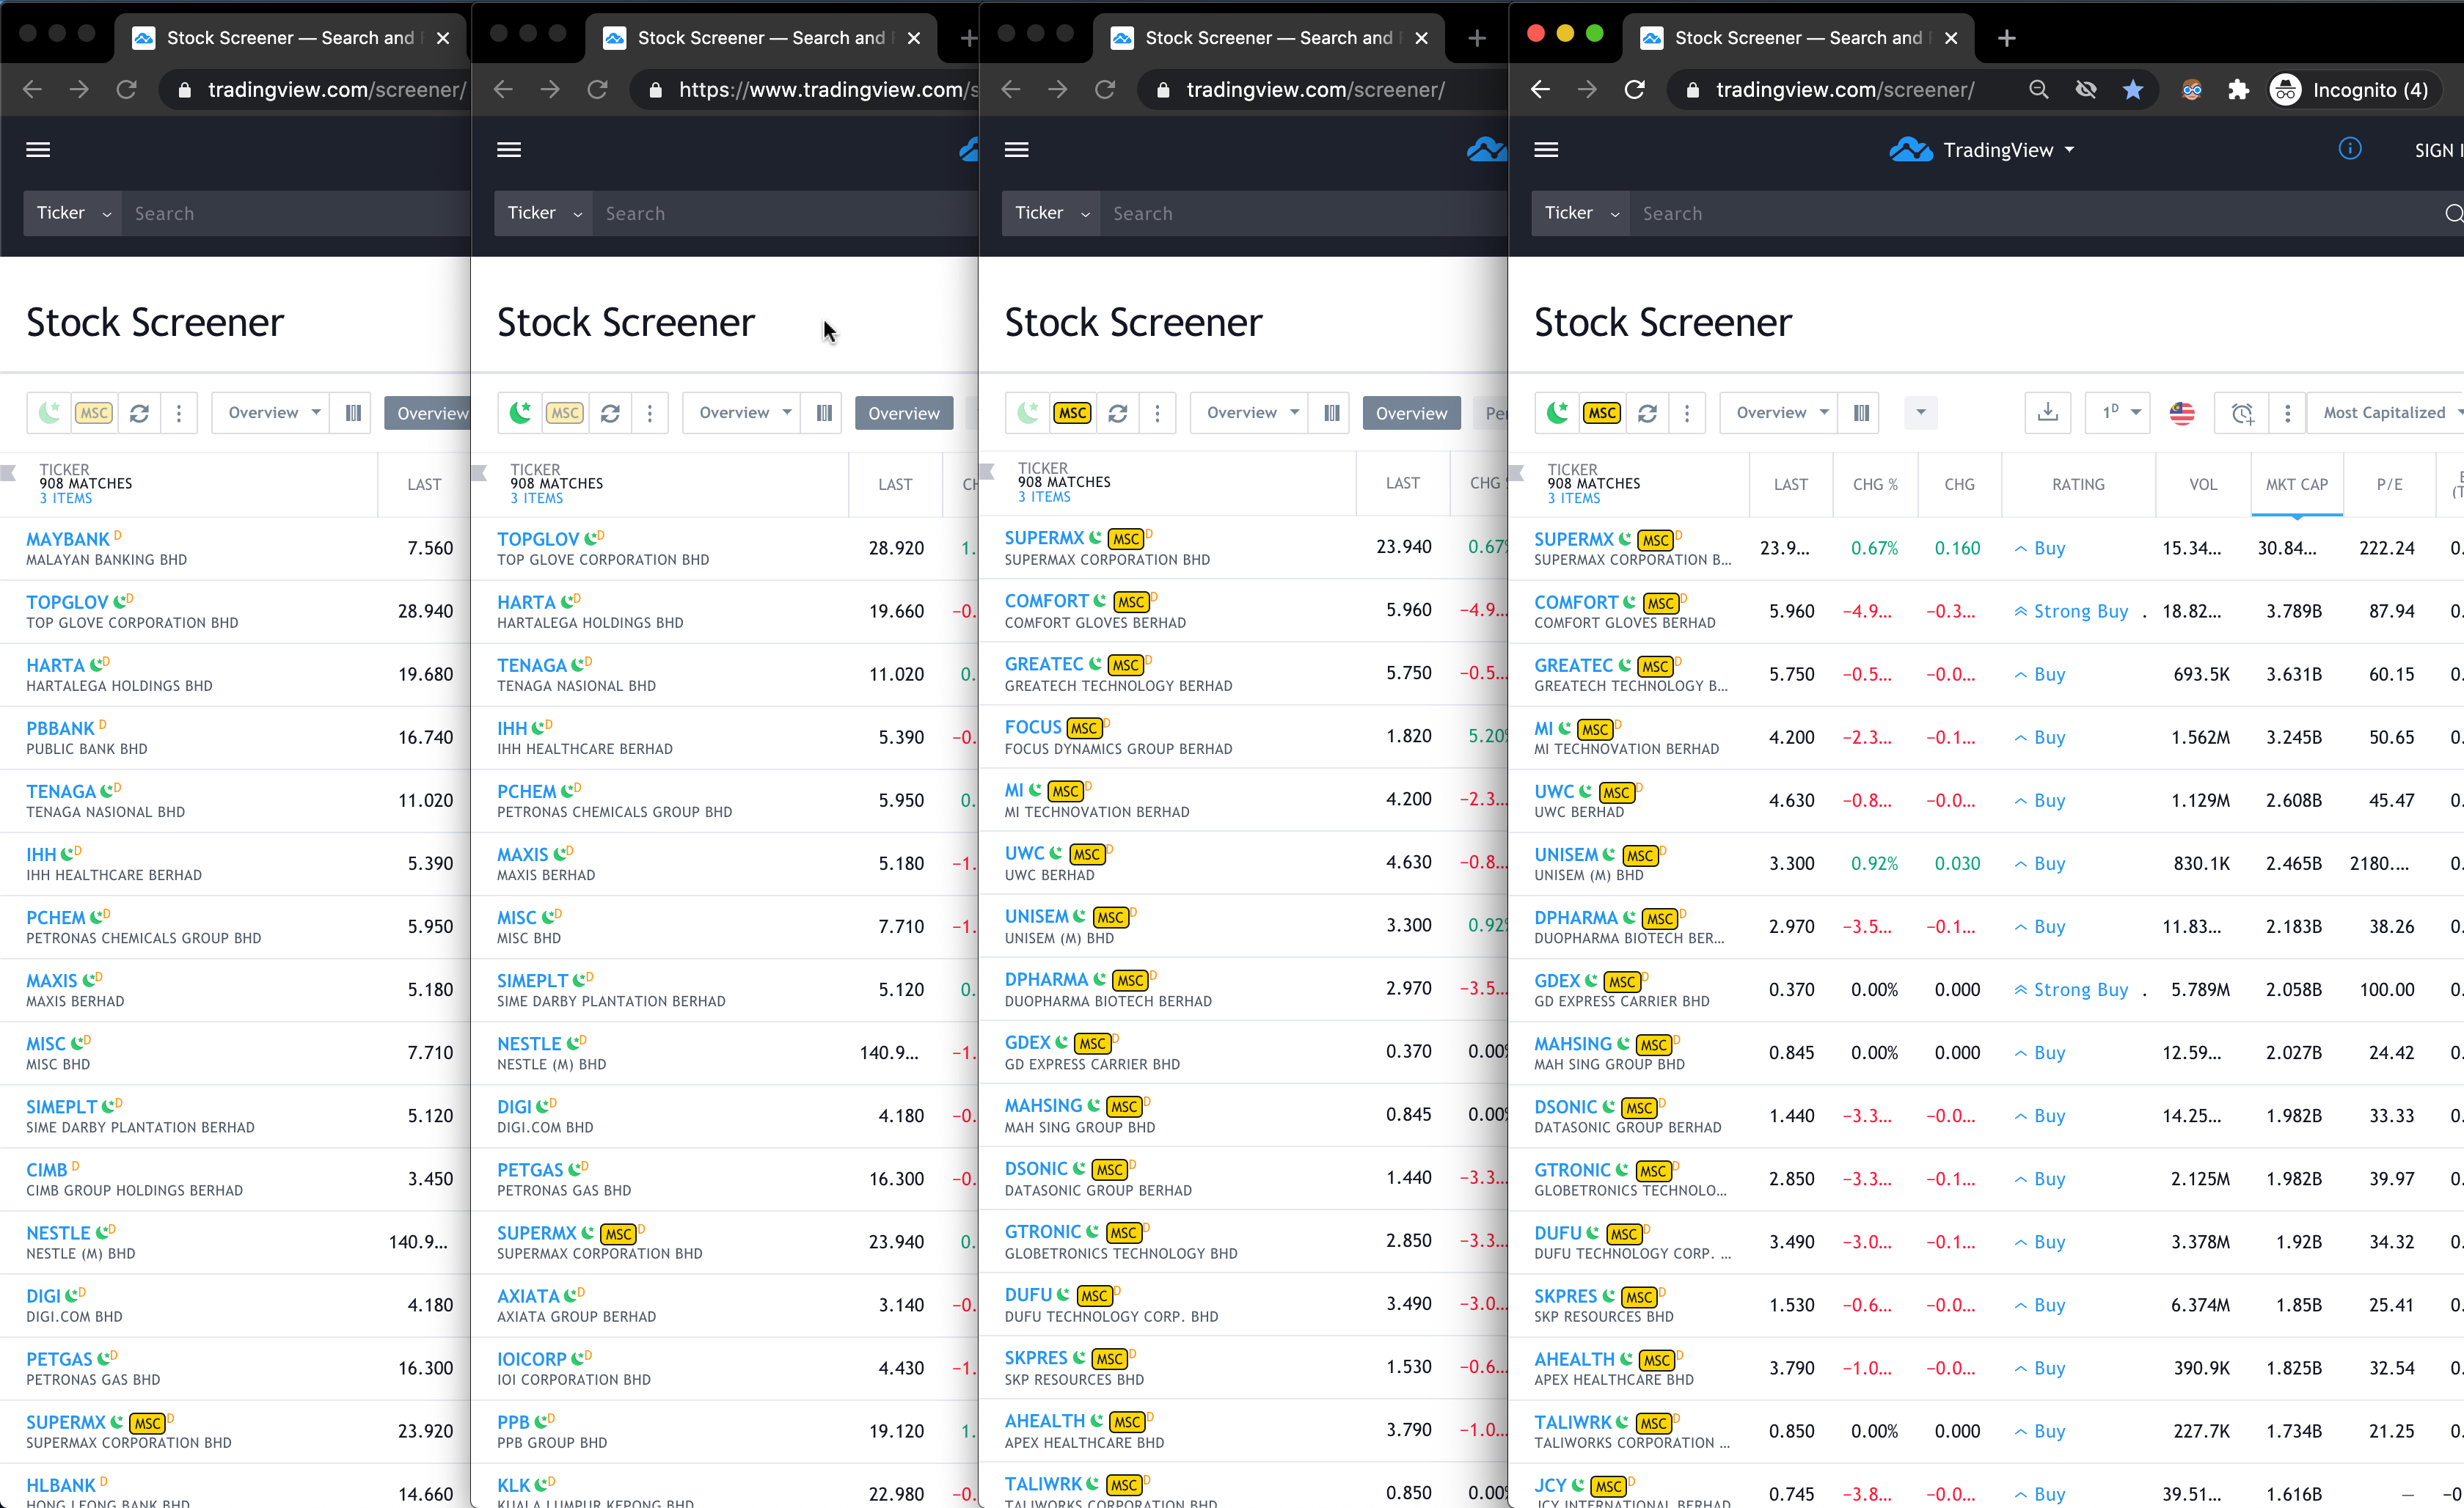 Stock Screener — Search and
tradingview.com/screener/
Ticker
Search
Stock Screener
MSC
Overview
Overview
TICKER
908 MATCHES
3 ITEMS
LAST
MAYBANK D
7.560
MALAYAN BANKING BHD
TOPGLOV D
28.940
TOP GLOVE CORPORATION BHD
HARTA D
19.680
HARTALEGA HOLDINGS BHD
PBBANK D
16.740
PUBLIC BANK BHD
TENAGA D
11.020
TENAGA NASIONAL BHD
IHH D
5.390
IHH HEALTHCARE BERHAD
PCHEM D
5.950
PETRONAS CHEMICALS GROUP BHD
MAXIS D
5.180
MAXIS BERHAD
MISC D
7.710
MISC BHD
SIMEPLT D
5.120
SIME DARBY PLANTATION BERHAD
CIMB D
3.450
CIMB GROUP HOLDINGS BERHAD
NESTLE D
140.9...
NESTLE (M) BHD
DIGI D
4.180
DIGI.COM BHD
PETGAS D
16.300
PETRONAS GAS BHD
SUPERMX MSC D
23.920
SUPERMAX CORPORATION BHD
HLBANK D
14.660
HONG LEONG BANK BHD
Stock Screener — Search and
https://www.tradingview.com/s
Ticker
Search
Stock Screener
MSC
Overview
Overview
TICKER
908 MATCHES
3 ITEMS
LAST
CH
TOPGLOV D
28.920 1.
TOP GLOVE CORPORATION BHD
HARTA D
19.660 −0.
HARTALEGA HOLDINGS BHD
TENAGA D
11.020 0.
TENAGA NASIONAL BHD
IHH D
5.390 −0.
IHH HEALTHCARE BERHAD
PCHEM D
5.950 0.
PETRONAS CHEMICALS GROUP BHD
MAXIS D
5.180 −1.
MAXIS BERHAD
MISC D
7.710 −1.
MISC BHD
SIMEPLT D
5.120 0.
SIME DARBY PLANTATION BERHAD
NESTLE D
140.9... −1.
NESTLE (M) BHD
DIGI D
4.180 −0.
DIGI.COM BHD
PETGAS D
16.300 −0.
PETRONAS GAS BHD
SUPERMX MSC D
23.940 0.
SUPERMAX CORPORATION BHD
AXIATA D
3.140 −0.
AXIATA GROUP BERHAD
IOICORP D
4.430 −1.
IOI CORPORATION BHD
PPB D
19.120 1.
PPB GROUP BHD
KLK D
22.980 −0.
KUALA LUMPUR KEPONG BHD
Stock Screener — Search and
tradingview.com/screener/
Ticker
Search
Stock Screener
MSC
Overview
Overview
Pe
TICKER
908 MATCHES
3 ITEMS
LAST
CHG
SUPERMX MSC D
23.940 0.67%
SUPERMAX CORPORATION BHD
COMFORT MSC D
5.960 −4.9...
COMFORT GLOVES BERHAD
GREATEC MSC D
5.750 −0.5...
GREATECH TECHNOLOGY BERHAD
FOCUS MSC D
1.820 5.20%
FOCUS DYNAMICS GROUP BERHAD
MI MSC D
4.200 −2.3...
MI TECHNOVATION BERHAD
UWC MSC D
4.630 −0.8...
UWC BERHAD
UNISEM MSC D
3.300 0.92%
UNISEM (M) BHD
DPHARMA MSC D
2.970 −3.5...
DUOPHARMA BIOTECH BERHAD
GDEX MSC D
0.370 0.00%
GD EXPRESS CARRIER BHD
MAHSING MSC D
0.845 0.00%
MAH SING GROUP BHD
DSONIC MSC D
1.440 −3.3...
DATASONIC GROUP BERHAD
GTRONIC MSC D
2.850 −3.3...
GLOBETRONICS TECHNOLOGY BHD
DUFU MSC D
3.490 −3.0...
DUFU TECHNOLOGY CORP. BHD
SKPRES MSC D
1.530 −0.6...
SKP RESOURCES BHD
AHEALTH MSC D
3.790 −1.0...
APEX HEALTHCARE BHD
TALIWRK MSC D
0.850 0.00%
TALIWORKS CORPORATION BHD
Stock Screener — Search and
tradingview.com/screener/
Incognito (4)
TradingView
SIGN I
Ticker
Search
Stock Screener
MSC
Overview
1D
Most Capitalized
TICKER
908 MATCHES
3 ITEMS
LAST CHG % CHG RATING VOL MKT CAP P/E
SUPERMX MSC D
23.9... 0.67% 0.160 Buy 15.34... 30.84... 222.24 0.
SUPERMAX CORPORATION B...
COMFORT MSC D
5.960 −4.9... −0.3... Strong Buy 18.82... 3.789B 87.94 0.
COMFORT GLOVES BERHAD
GREATEC MSC D
5.750 −0.5... −0.0... Buy 693.5K 3.631B 60.15 0.
GREATECH TECHNOLOGY B...
MI MSC D
4.200 −2.3... −0.1... Buy 1.562M 3.245B 50.65 0.
MI TECHNOVATION BERHAD
UWC MSC D
4.630 −0.8... −0.0... Buy 1.129M 2.608B 45.47 0.
UWC BERHAD
UNISEM MSC D
3.300 0.92% 0.030 Buy 830.1K 2.465B 2180.... 0.
UNISEM (M) BHD
DPHARMA MSC D
2.970 −3.5... −0.1... Buy 11.83... 2.183B 38.26 0.
DUOPHARMA BIOTECH BER...
GDEX MSC D
0.370 0.00% 0.000 Strong Buy 5.789M 2.058B 100.00 0.
GD EXPRESS CARRIER BHD
MAHSING MSC D
0.845 0.00% 0.000 Buy 12.59... 2.027B 24.42 0.
MAH SING GROUP BHD
DSONIC MSC D
1.440 −3.3... −0.0... Buy 14.25... 1.982B 33.33 0.
DATASONIC GROUP BERHAD
GTRONIC MSC D
2.850 −3.3... −0.1... Buy 2.125M 1.982B 39.97 0.
GLOBETRONICS TECHNOLO...
DUFU MSC D
3.490 −3.0... −0.1... Buy 3.378M 1.92B 34.32 0.
DUFU TECHNOLOGY CORP. ...
SKPRES MSC D
1.530 −0.6... −0.0... Buy 6.374M 1.85B 25.41 0.
SKP RESOURCES BHD
AHEALTH MSC D
3.790 −1.0... −0.0... Buy 390.9K 1.825B 32.54 0.
APEX HEALTHCARE BHD
TALIWRK MSC D
0.850 0.00% 0.000 Buy 227.7K 1.734B 21.25 0.
TALIWORKS CORPORATION ...
JCY MSC D
0.745 −3.8... −0.0... Buy 39.51... 1.616B — −0
JCY INTERNATIONAL BERHAD